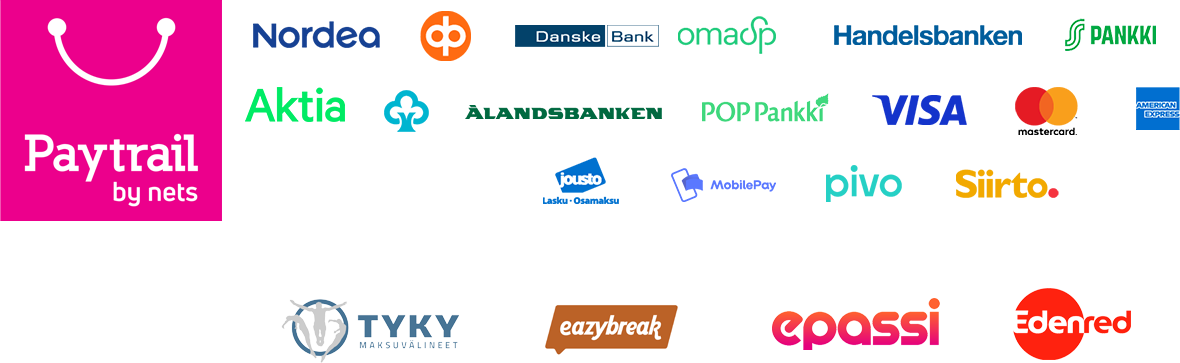 Paytrail
by nets
Nordea
op
Danske Bank
omaSp
Handelsbanken
S PANKKI
Aktia
ÅLANDSBANKEN
POP Pankki
VISA
mastercard.
AMERICAN
EXPRESS
jousto
Lasku • Osamaksu
MobilePay
pivo
Siirto.
TYKY
MAKSUVÄLINEET
eazybreak
epassi
Edenred